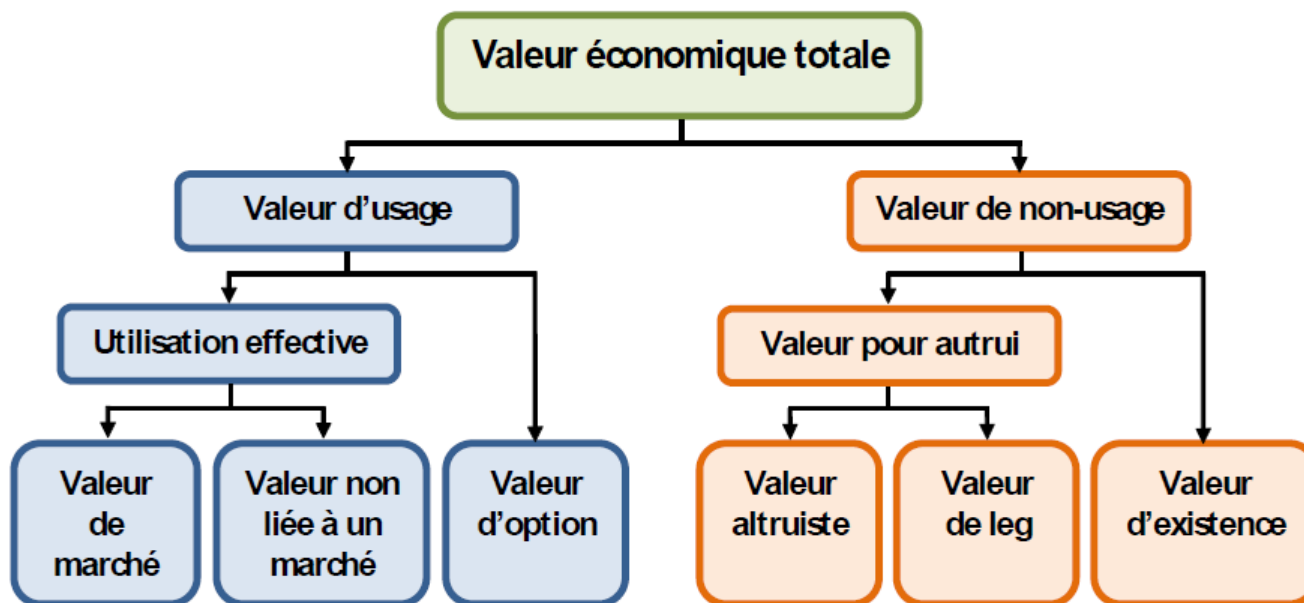 Valeur économique totale
Valeur d'usage
Valeur de non-usage
Utilisation effective
Valeur pour autrui
Valeur
de
marché
Valeur non
liée à un
marché
Valeur
d'option
Valeur
altruiste
Valeur
de leg
Valeur
d'existence